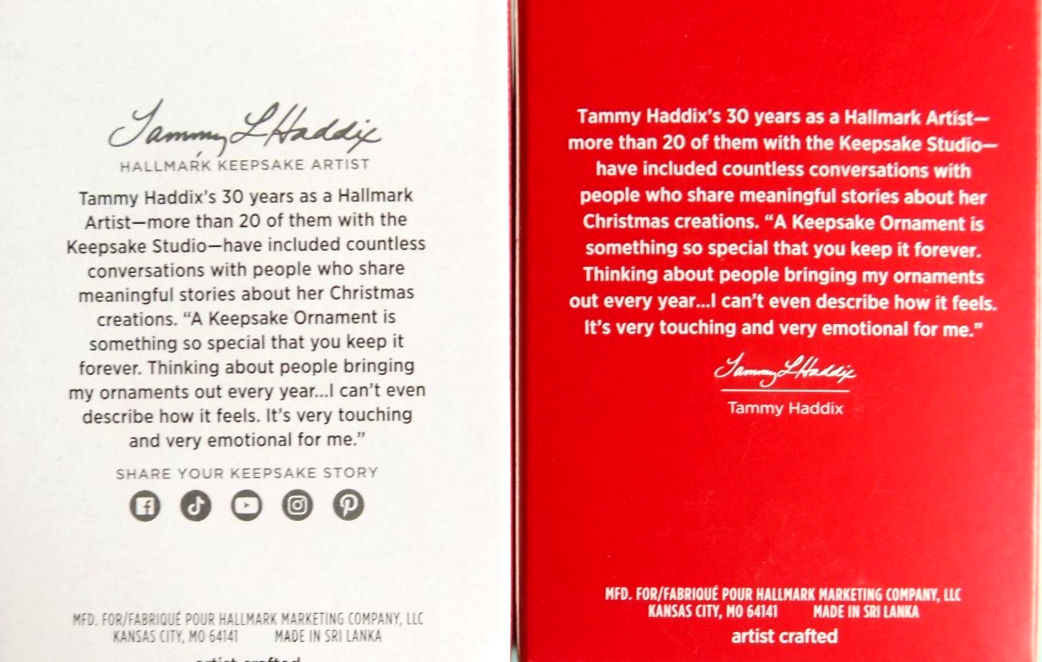 Tammy L Haddix
HALLMARK KEEPSAKE ARTIST
Tammy Haddix's 30 years as a Hallmark
Artist—more than 20 of them with the
Keepsake Studio—have included countless
conversations with people who share
meaningful stories about her Christmas
creations. “A Keepsake Ornament is
something so special that you keep it
forever. Thinking about people bringing
my ornaments out every year...I can't even
describe how it feels. It's very touching
and very emotional for me.”
SHARE YOUR KEEPSAKE STORY
MFD. FOR/FABRIQUÉ POUR HALLMARK MARKETING COMPANY, LLC
KANSAS CITY, MO 64141 MADE IN SRI LANKA
artist crafted
Tammy Haddix's 30 years as a Hallmark Artist—
more than 20 of them with the Keepsake Studio—
have included countless conversations with
people who share meaningful stories about her
Christmas creations. “A Keepsake Ornament is
something so special that you keep it forever.
Thinking about people bringing my ornaments
out every year...I can't even describe how it feels.
It's very touching and very emotional for me.”
Tammy L Haddix
Tammy Haddix
MFD. FOR/FABRIQUÉ POUR HALLMARK MARKETING COMPANY, LLC
KANSAS CITY, MO 64141 MADE IN SRI LANKA
artist crafted